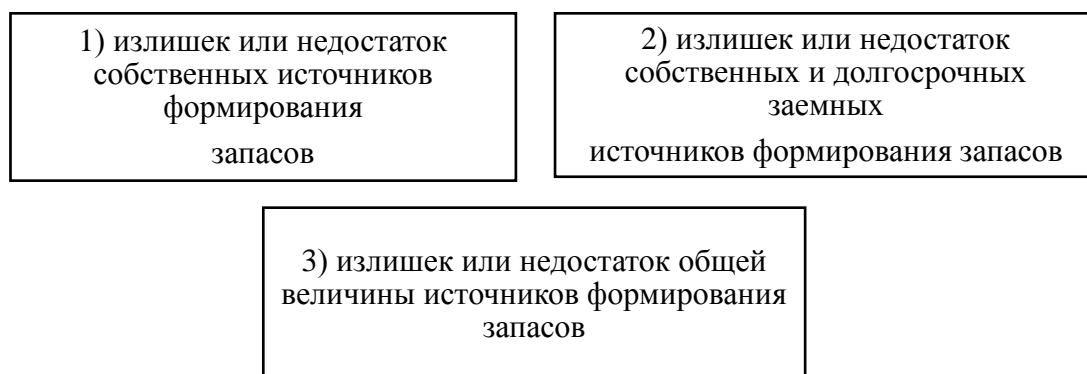 1) излишек или недостаток
собственных источников
формирования
запасов
2) излишек или недостаток
собственных и долгосрочных
заемных
источников формирования запасов
3) излишек или недостаток общей
величины источников формирования
запасов